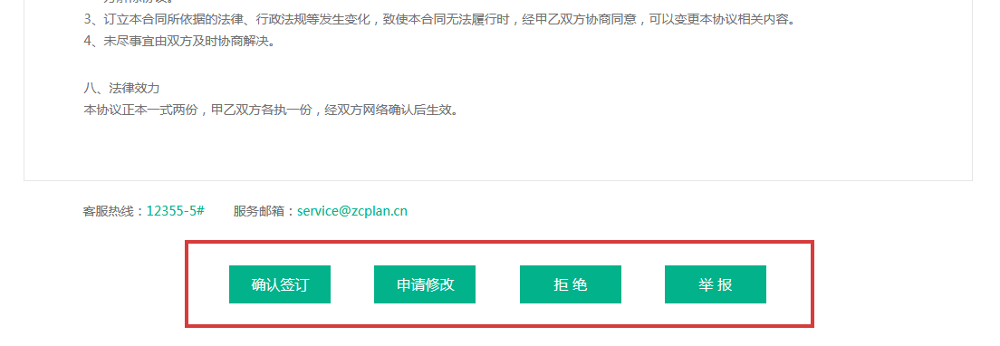 3、订立本合同所依据的法律、行政法规等发生变化，致使本合同无法履行时，经甲乙双方协商同意，可以变更本协议相关内容。
4、未尽事宜由双方及时协商解决。
八、法律效力
本协议正本一式两份，甲乙双方各执一份，经双方网络确认后生效。
客服热线：12355-5# 服务邮箱：service@zcplan.cn
确认签订 申请修改 拒 绝 举 报